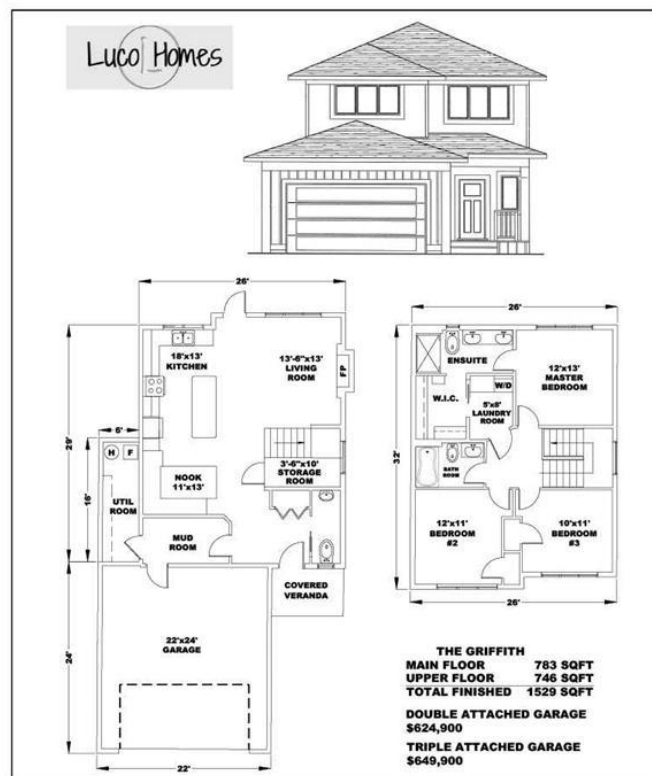 Luco Homes
26'
18'x13'
KITCHEN
13'-6"x13'
LIVING
ROOM
FP
29'
6'
H
F
16'
UTIL
ROOM
NOOK
11'x13'
3'-6"x10'
STORAGE
ROOM
MUD
ROOM
COVERED
VERANDA
22'x24'
GARAGE
24'
22'
26'
ENSUITE
12'x13'
MASTER
BEDROOM
W.I.C.
W/D
5'x8'
LAUNDRY
ROOM
32'
BATH
ROOM
12'x11'
BEDROOM
#2
10'x11'
BEDROOM
#3
26'
THE GRIFFITH
MAIN FLOOR 783 SQFT
UPPER FLOOR 746 SQFT
TOTAL FINISHED 1529 SQFT
DOUBLE ATTACHED GARAGE
$624,900
TRIPLE ATTACHED GARAGE
$649,900